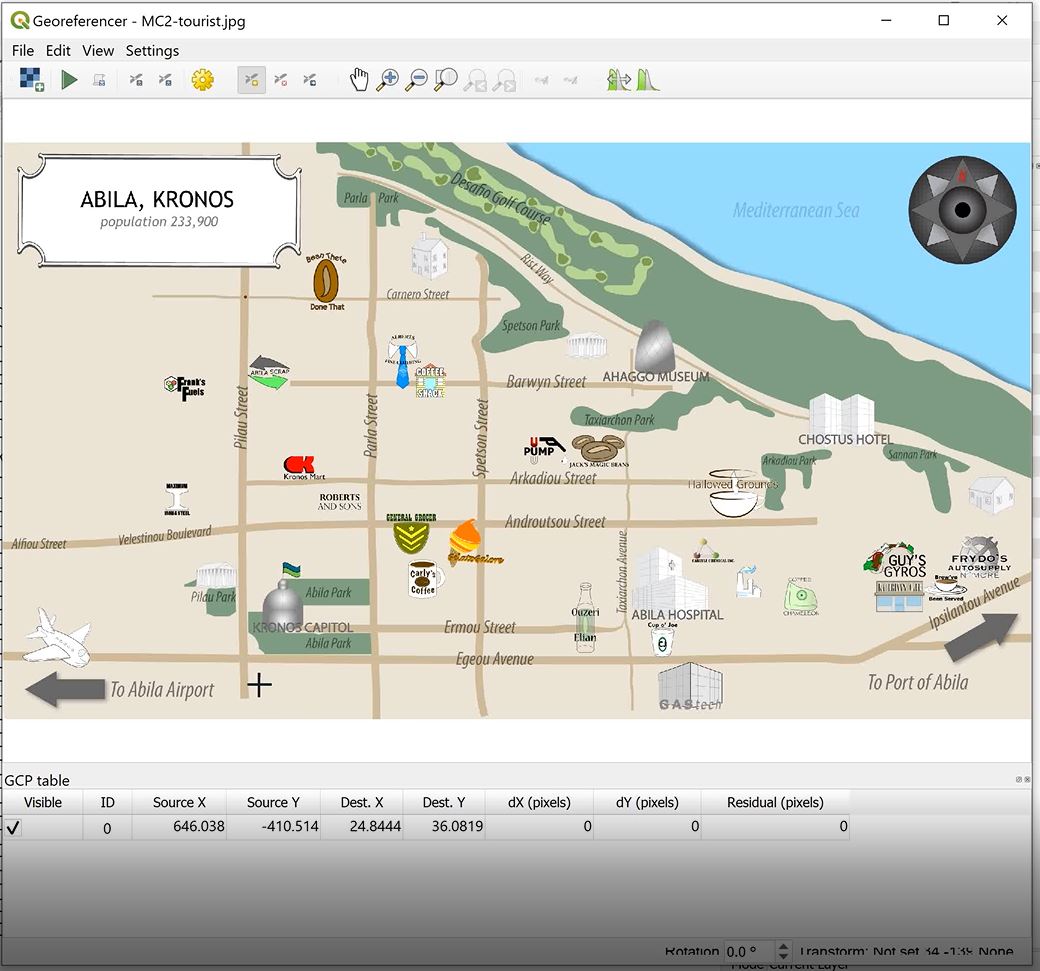 Georeferencer - MC2-tourist.jpg
File Edit View Settings
ABILA, KRONOS
population 233,900
Parla Park
Desafio Golf Course
Mediterranean Sea
N
Bean There
Done That
Carnero Street
Rist Way
Spetson Park
ALBERT'S
FINE CLOTHING
ABILA SCRAP
Frank's
Fuels
COFFEE
SHACK
Barwyn Street
AHAGGO MUSEUM
Pilau Street
Parla Street
Spetson Street
Taxiarchon Park
CHOSTUS HOTEL
U
PUMP
JACK'S MAGIC BEANS
Arkadiou Park
Sannan Park
Kronos Mart
Arkadiou Street
Hallowed Grounds
MAXIMUM
IRON & STEEL
ROBERTS
AND SONS
GENERAL GROCER
Androutsou Street
Alfiou Street
Velestinou Boulevard
Taxiarchon Avenue
Carly's
Coffee
CARLYLE CHEMICAL INC.
GUY'S
GYROS
FRYDO'S
AUTOSUPPLY
N' MORE
Pilau Park
Abila Park
COFFEE
CHAMELEON
Brew've
Been Served
Ouzeri
Elian
ABILA HOSPITAL
Cup o' Joe
Ipsilantou Avenue
KRONOS CAPITOL
Ermou Street
Abila Park
Egeou Avenue
To Abila Airport
To Port of Abila
GAStech
GCP table
Visible ID Source X Source Y Dest. X Dest. Y dX (pixels) dY (pixels) Residual (pixels)
0 646.038 -410.514 24.8444 36.0819 0 0 0
Rotation 0.0 ° Transform: Not set 34,-139 None
Mode Current Layer